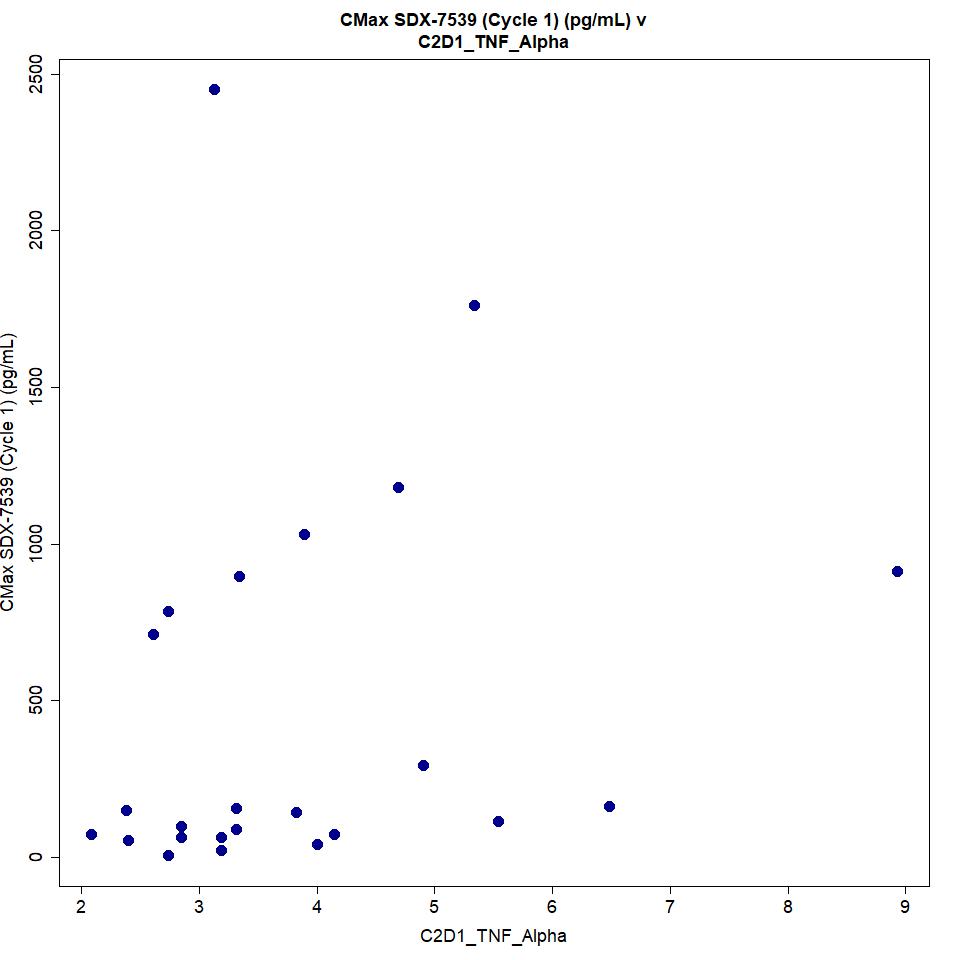 CMax SDX-7539 (Cycle 1) (pg/mL) v
C2D1_TNF_Alpha
2500
2000
1500
1000
500
0
CMax SDX-7539 (Cycle 1) (pg/mL)
2 3 4 5 6 7 8 9
C2D1_TNF_Alpha